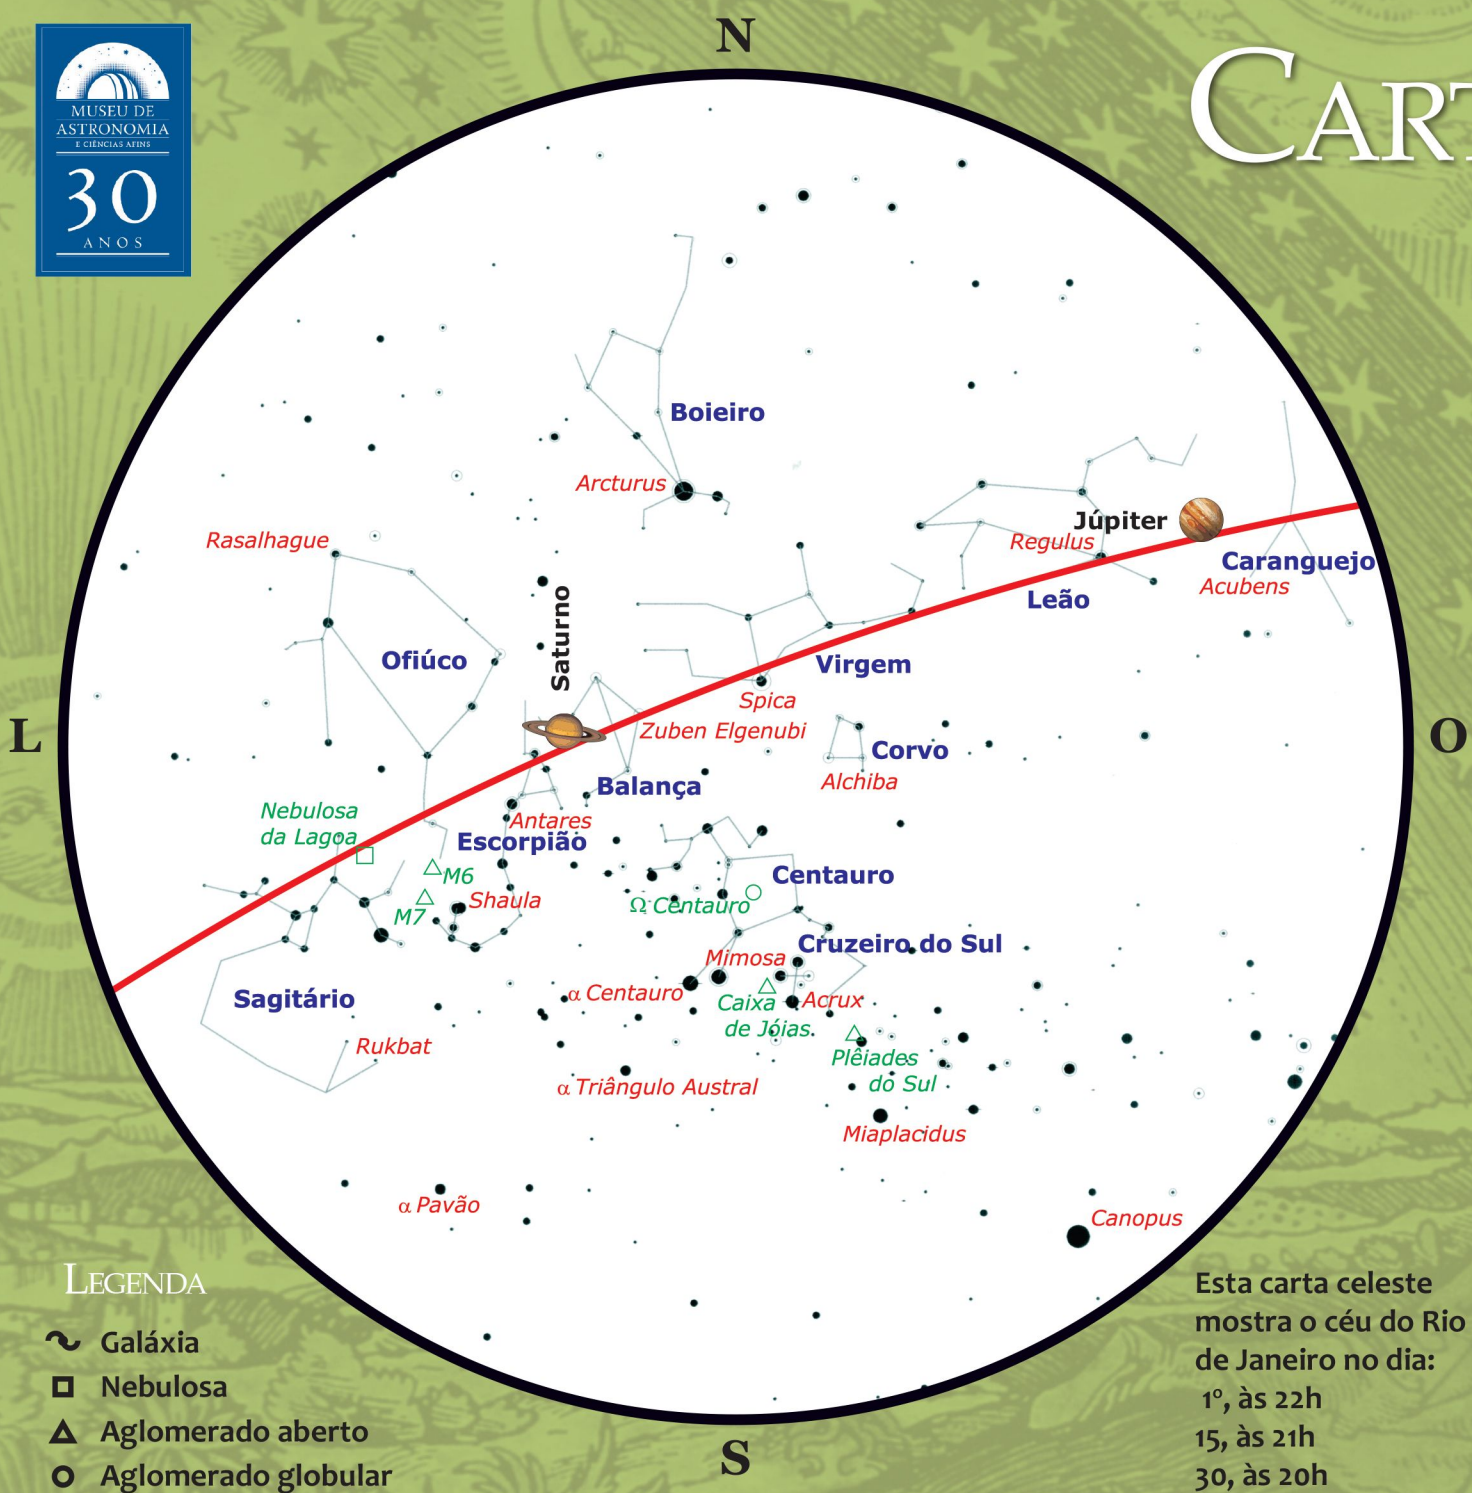 N
CART
MUSEU DE
ASTRONOMIA
E CIÊNCIAS AFINS
30
ANOS
Boieiro
Arcturus
Rasalhague
Júpiter
Regulus
Caranguejo
Acubens
Leão
Saturno
Ofiúco
Virgem
Spica
Zuben Elgenubi
L
O
Corvo
Alchiba
Balança
Nebulosa
da Lagoa
Antares
Escorpião
M6
Centauro
Shaula
Ω Centauro
M7
Cruzeiro do Sul
Mimosa
Sagitário
α Centauro
Caixa
de Jóias
Acrux
Rukbat
Plêiades
do Sul
α Triângulo Austral
Miaplacidus
α Pavão
Canopus
LEGENDA
Galáxia
Nebulosa
Aglomerado aberto
Aglomerado globular
S
Esta carta celeste
mostra o céu do Rio
de Janeiro no dia:
1º, às 22h
15, às 21h
30, às 20h